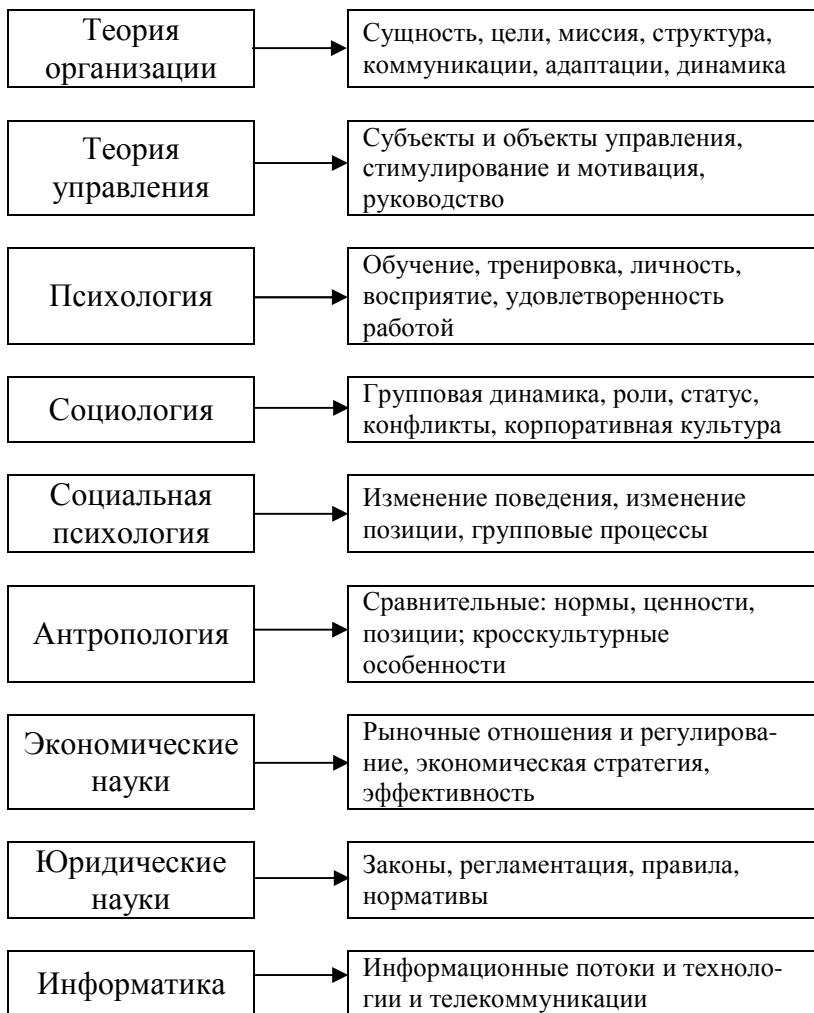 Теория
организации
Сущность, цели, миссия, структура,
коммуникации, адаптации, динамика
Теория
управления
Субъекты и объекты управления,
стимулирование и мотивация,
руководство
Психология
Обучение, тренировка, личность,
восприятие, удовлетворенность
работой
Социология
Групповая динамика, роли, статус,
конфликты, корпоративная культура
Социальная
психология
Изменение поведения, изменение
позиции, групповые процессы
Антропология
Сравнительные: нормы, ценности,
позиции; кросскультурные
особенности
Экономические
науки
Рыночные отношения и регулирова-
ние, экономическая стратегия,
эффективность
Юридические
науки
Законы, регламентация, правила,
нормативы
Информатика
Информационные потоки и техноло-
гии и телекоммуникации